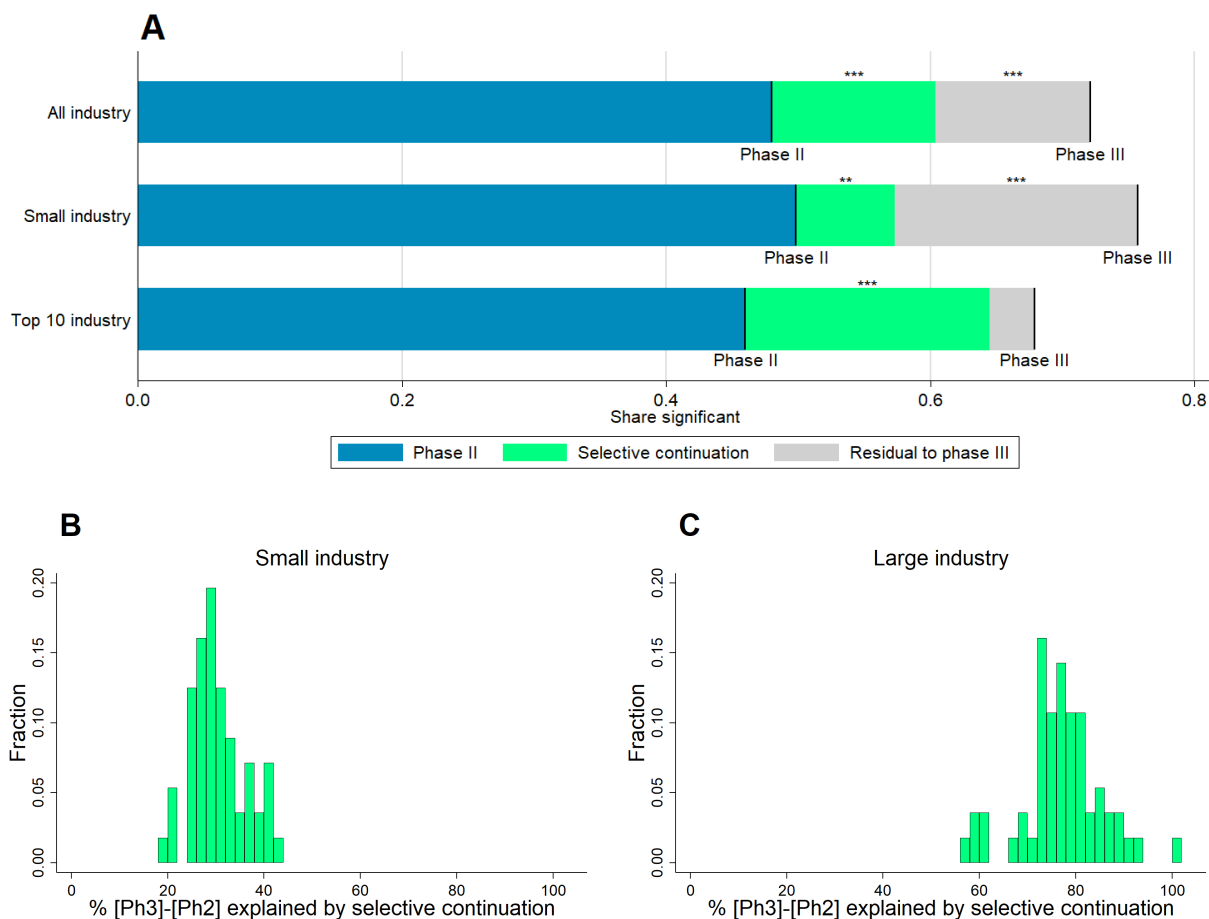 A
All industry
***
***
Phase II
Phase III
Small industry
**
***
Phase II
Phase III
Top 10 industry
***
Phase II
Phase III
0.0
0.2
0.4
0.6
0.8
Share significant
Phase II
Selective continuation
Residual to phase III
B
Small industry
Fraction
0.20
0.15
0.10
0.05
0.00
0
20
40
60
80
100
% [Ph3]-[Ph2] explained by selective continuation
C
Large industry
Fraction
0.20
0.15
0.10
0.05
0.00
0
20
40
60
80
100
% [Ph3]-[Ph2] explained by selective continuation